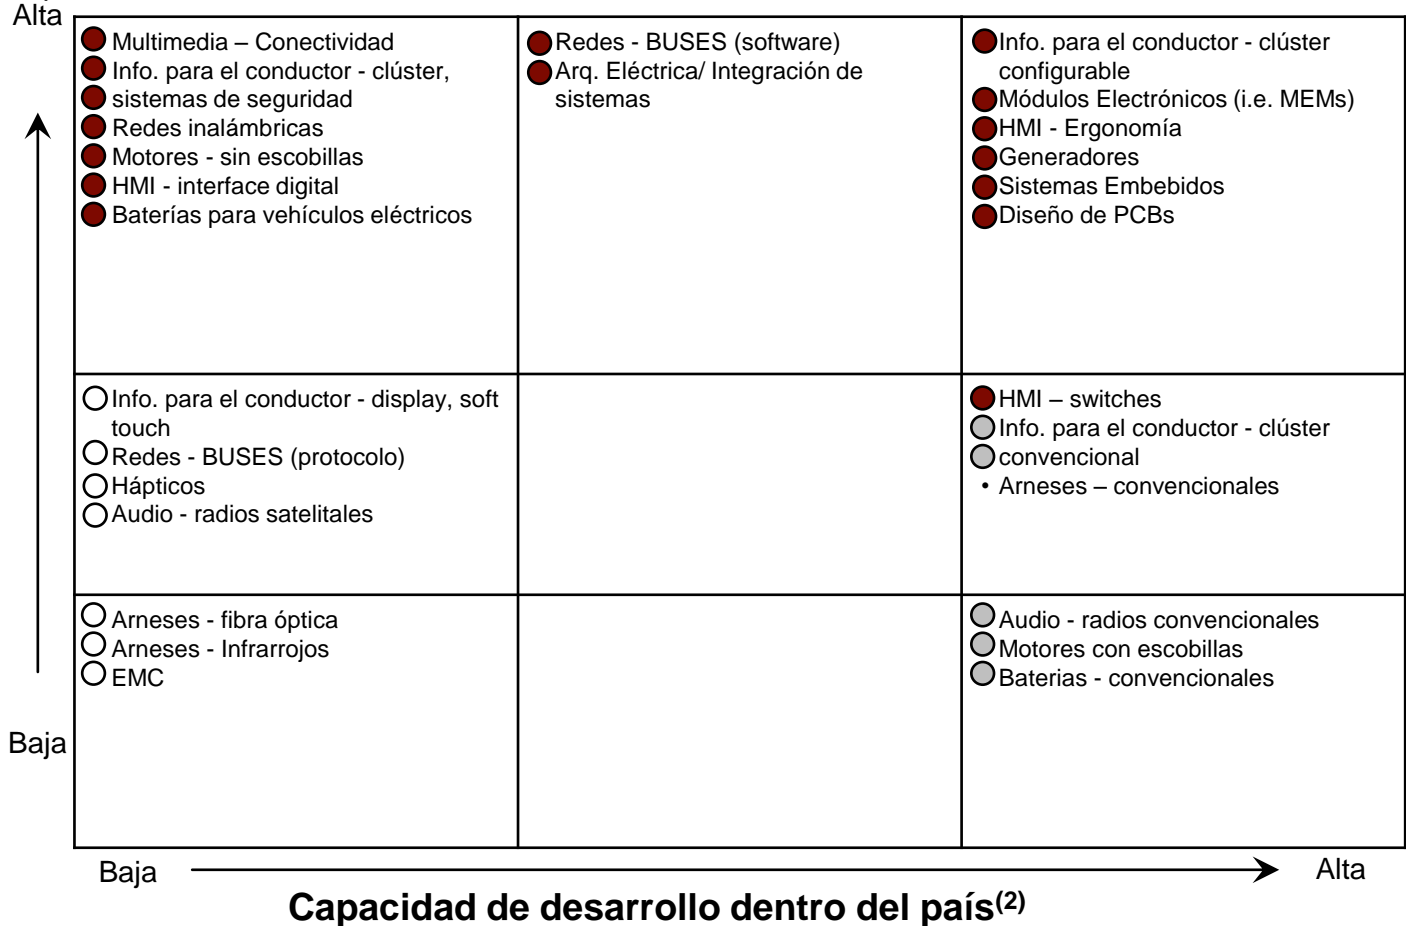 Alta
Multimedia – Conectividad
Info. para el conductor - clúster,
sistemas de seguridad
Redes inalámbricas
Motores - sin escobillas
HMI - interface digital
Baterías para vehículos eléctricos
Redes - BUSES (software)
Arq. Eléctrica/ Integración de
sistemas
Info. para el conductor - clúster
configurable
Módulos Electrónicos (i.e. MEMs)
HMI - Ergonomía
Generadores
Sistemas Embebidos
Diseño de PCBs
Info. para el conductor - display, soft
touch
Redes - BUSES (protocolo)
Hápticos
Audio - radios satelitales
HMI – switches
Info. para el conductor - clúster
convencional
• Arneses – convencionales
Arneses - fibra óptica
Arneses - Infrarrojos
EMC
Audio - radios convencionales
Motores con escobillas
Baterias - convencionales
Baja
Baja
Alta
Capacidad de desarrollo dentro del país(2)